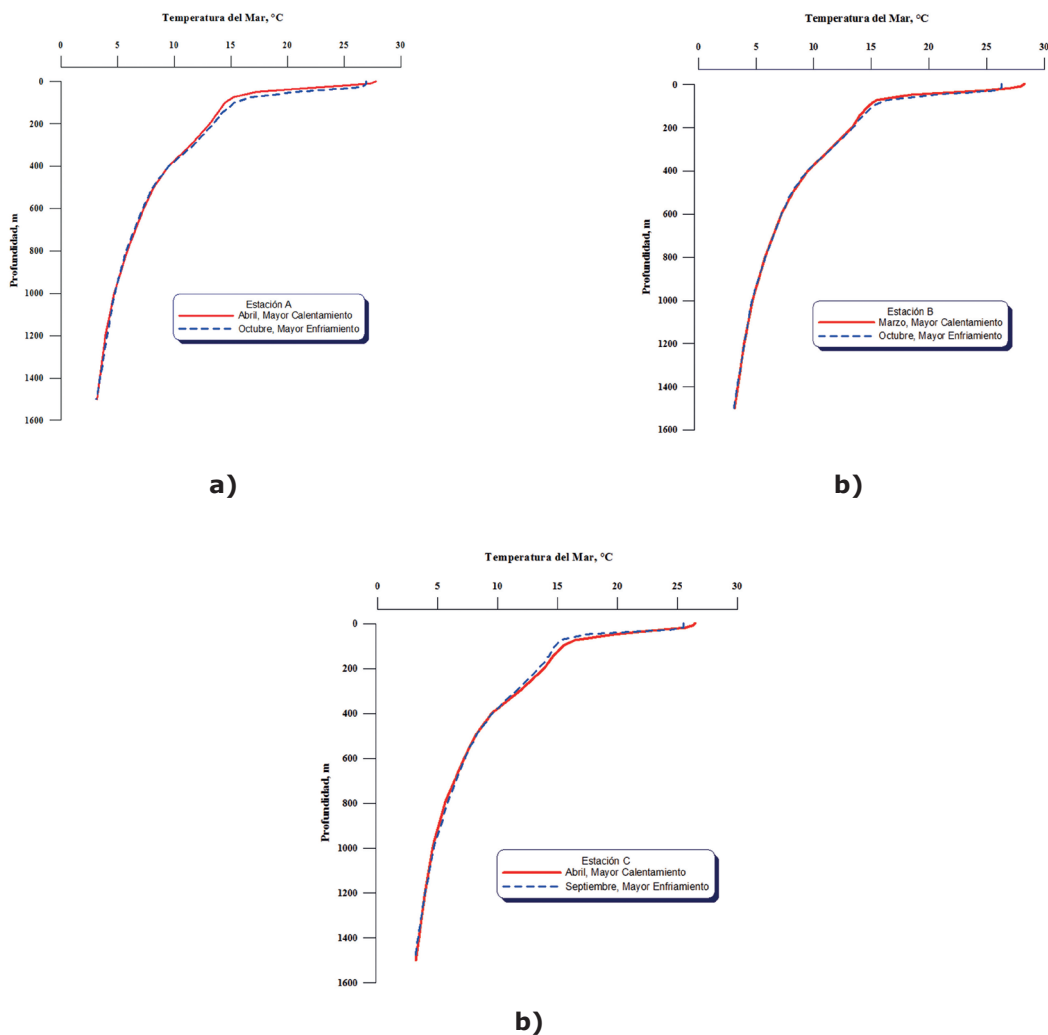 Temperatura del Mar, °C
0 5 10 15 20 25 30
0
200
400
600
800
1000
1200
1400
1600
Profundidad, m
Estación A
Abril, Mayor Calentamiento
Octubre, Mayor Enfriamiento
a)
Temperatura del Mar, °C
0 5 10 15 20 25 30
0
200
400
600
800
1000
1200
1400
1600
Profundidad, m
Estación B
Marzo, Mayor Calentamiento
Octubre, Mayor Enfriamiento
b)
Temperatura del Mar, °C
0 5 10 15 20 25 30
0
200
400
600
800
1000
1200
1400
1600
Profundidad, m
Estación C
Abril, Mayor Calentamiento
Septiembre, Mayor Enfriamiento
b)